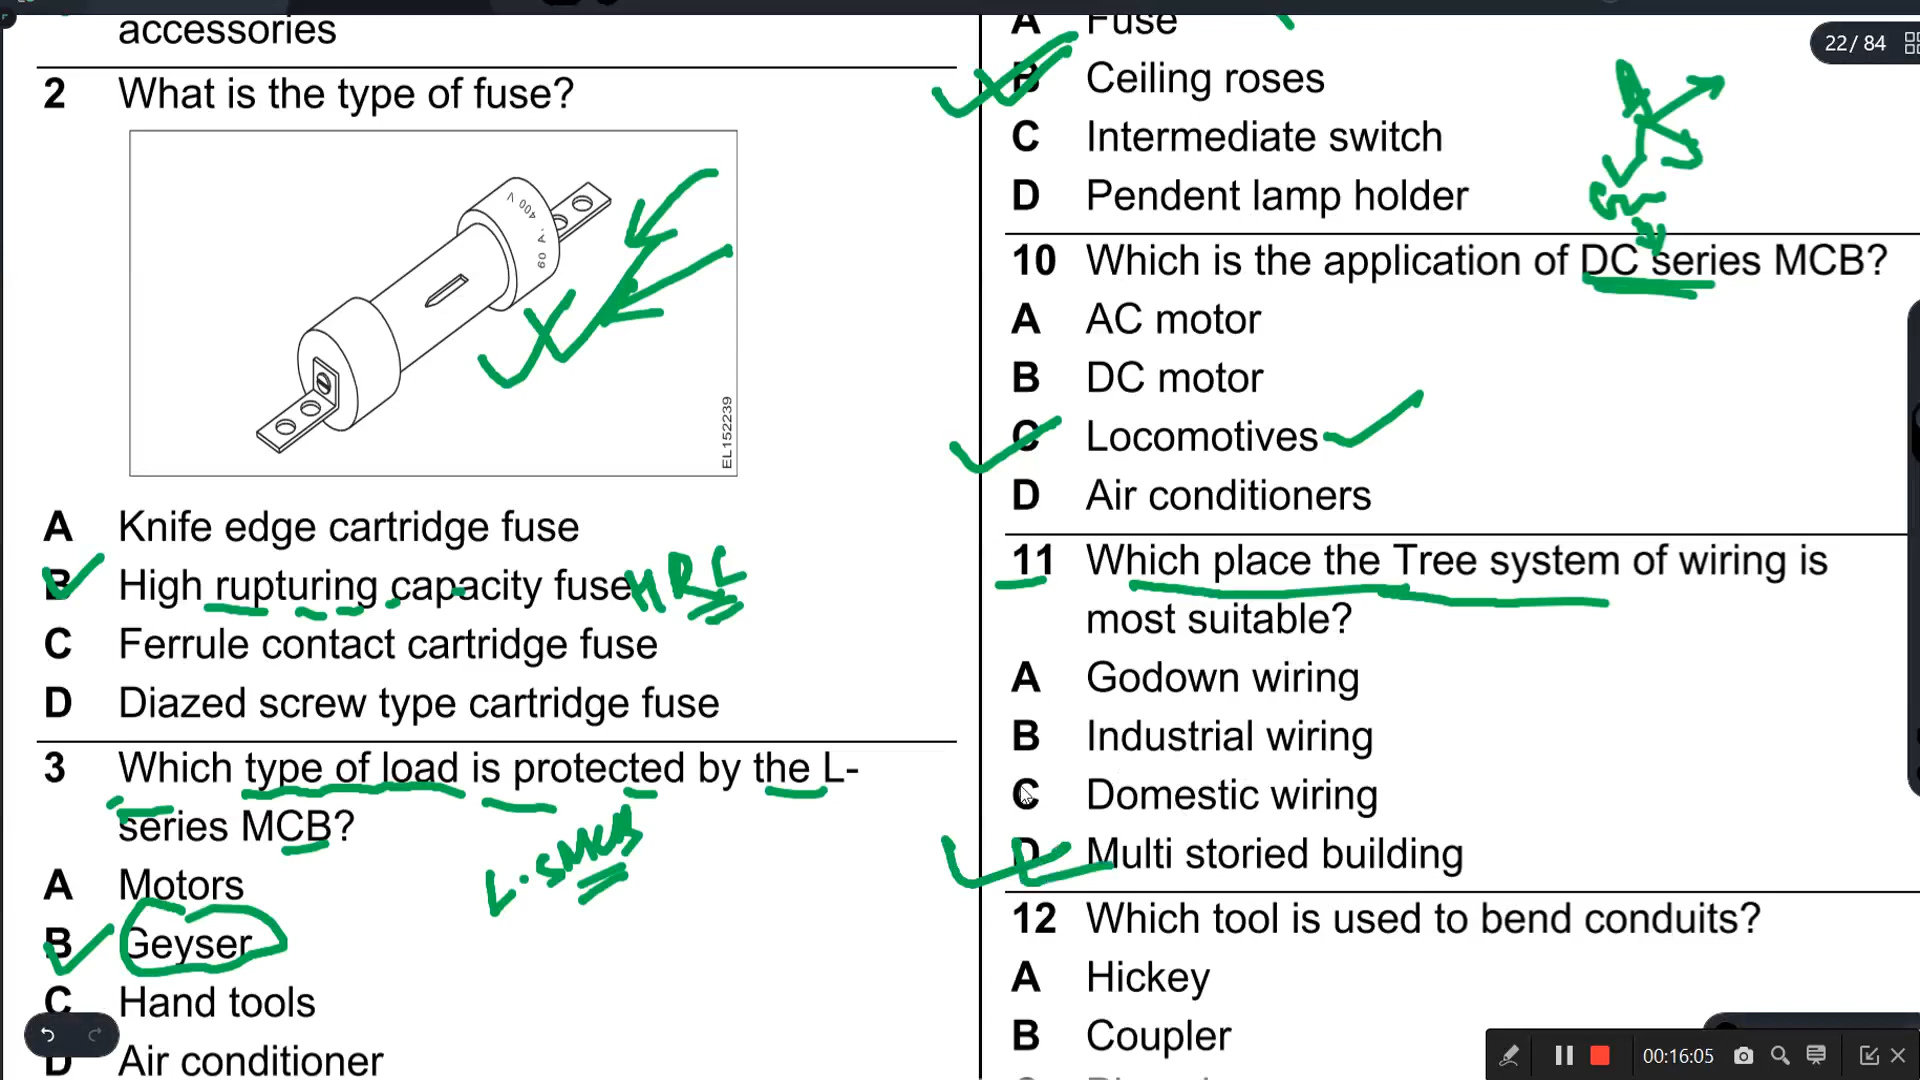 accessories
2 What is the type of fuse?
400 V
60 A.
EL152239
A Knife edge cartridge fuse
B High rupturing capacity fuse HRC
C Ferrule contact cartridge fuse
D Diazed screw type cartridge fuse
3 Which type of load is protected by the L-
series MCB?
L.SMCB
A Motors
B Geyser
C Hand tools
D Air conditioner
A Fuse
B Ceiling roses
C Intermediate switch
D Pendent lamp holder
10 Which is the application of DC series MCB?
A AC motor
B DC motor
C Locomotives
D Air conditioners
11 Which place the Tree system of wiring is
most suitable?
A Godown wiring
B Industrial wiring
C Domestic wiring
D Multi storied building
12 Which tool is used to bend conduits?
A Hickey
B Coupler
22 / 84
00:16:05